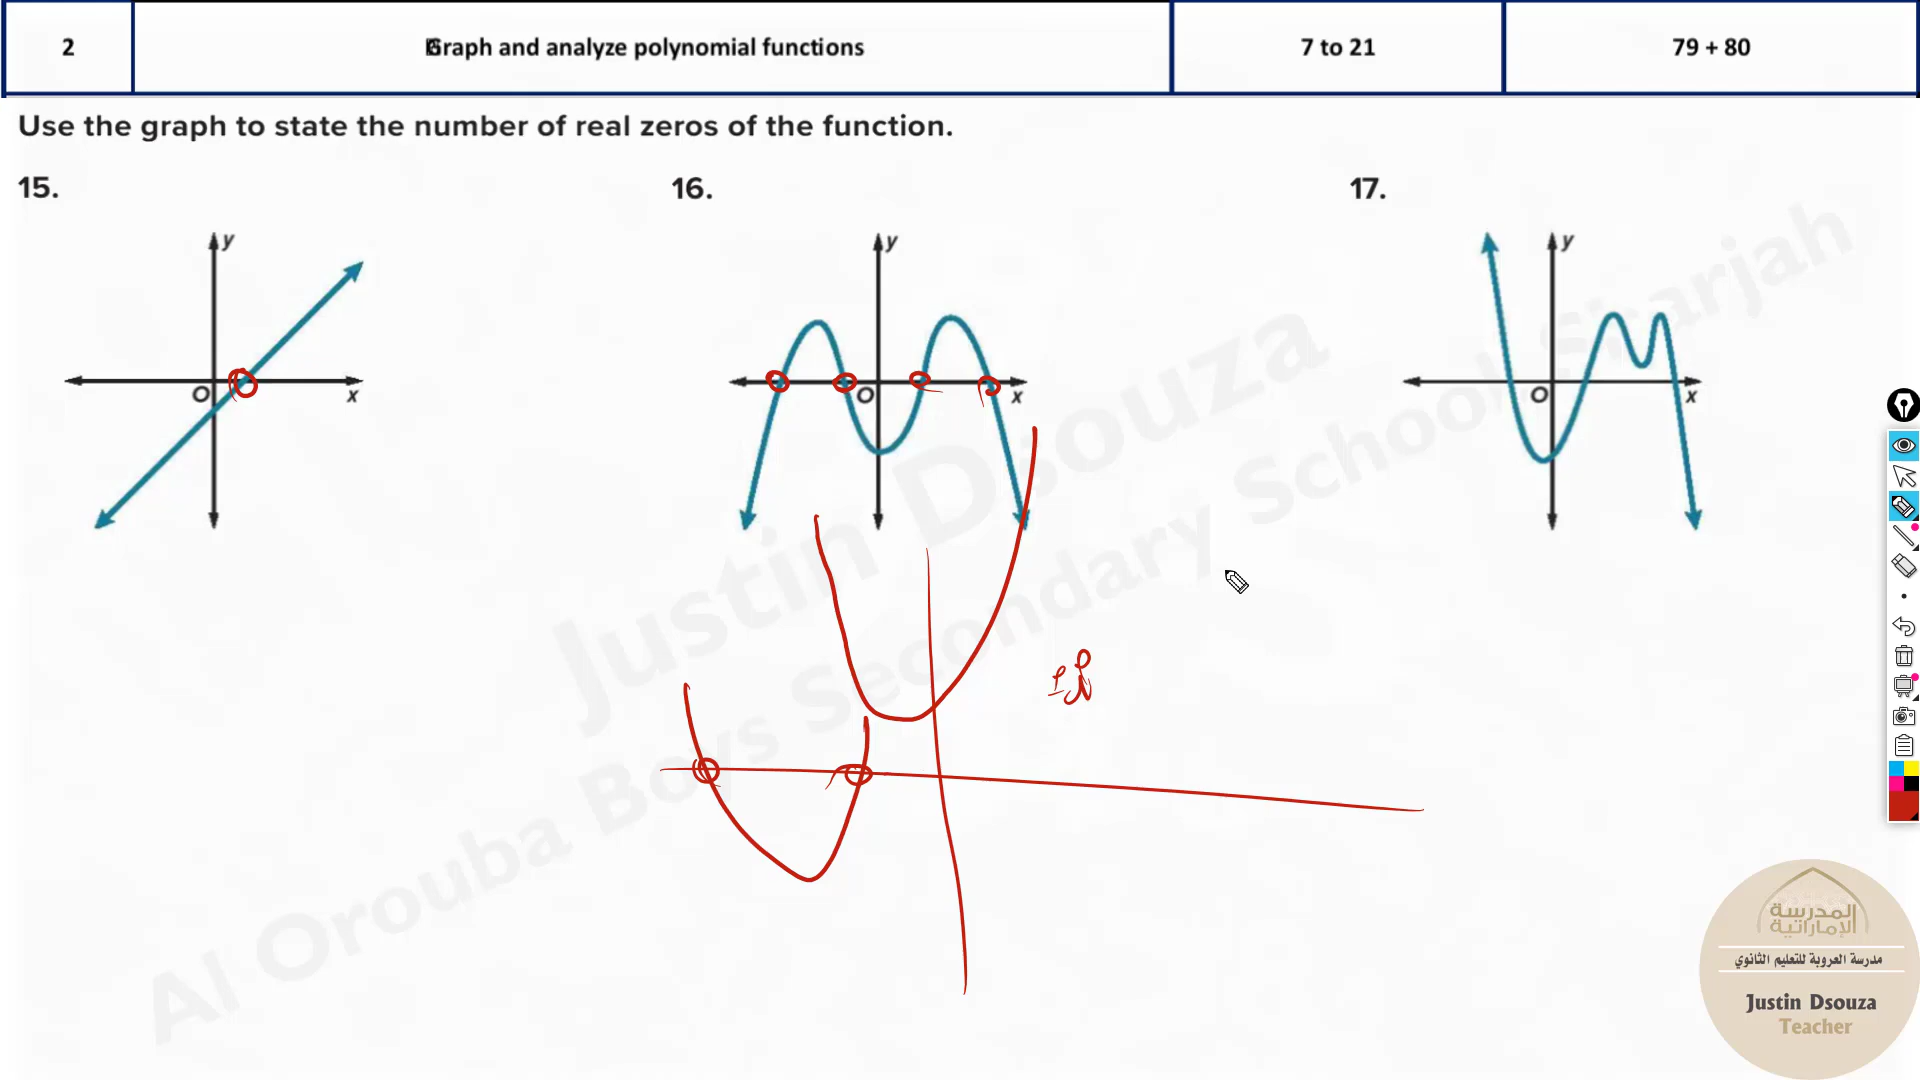 2 Graph and analyze polynomial functions 7 to 21 79 + 80
Use the graph to state the number of real zeros of the function.
15. 16. 17.
y y y
O x O x O x
Justin Dsouza
Al Orouba Boys Secondary School Sharjah
المدرسة
الإماراتية
مدرسة العروبة للتعليم الثانوي
Justin Dsouza
Teacher